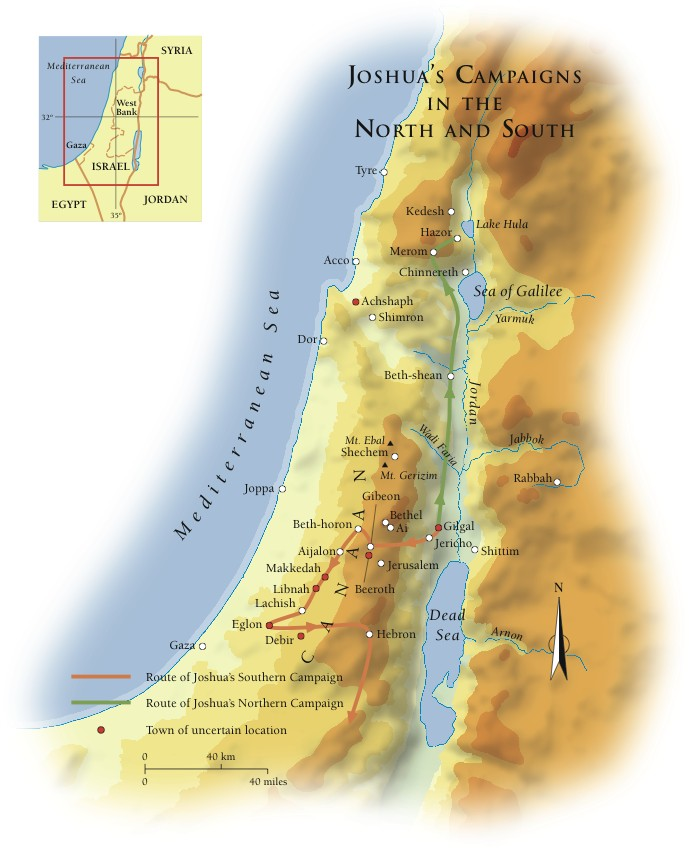 SYRIA
Mediterranean
Sea
West
Bank
32°
Gaza
ISRAEL
EGYPT
JORDAN
35°
JOSHUA'S CAMPAIGNS
IN THE
NORTH AND SOUTH
Tyre
Kedesh
Lake Hula
Hazor
Merom
Acco
Chinnereth
Sea of Galilee
Achshaph
Shimron
Yarmuk
Dor
Beth-shean
Jordan
Mediterranean Sea
Wadi Faria
Mt. Ebal
Shechem
Jabbok
Mt. Gerizim
Rabbah
Joppa
Gibeon
Bethel
Beth-horon
Ai
Gilgal
Jericho
Aijalon
Shittim
Jerusalem
Makkedah
Libnah
Beeroth
Lachish
CANAAN
Eglon
Dead
Sea
Debir
Hebron
Arnon
Gaza
N
Route of Joshua's Southern Campaign
Route of Joshua's Northern Campaign
Town of uncertain location
0 40 km
0 40 miles